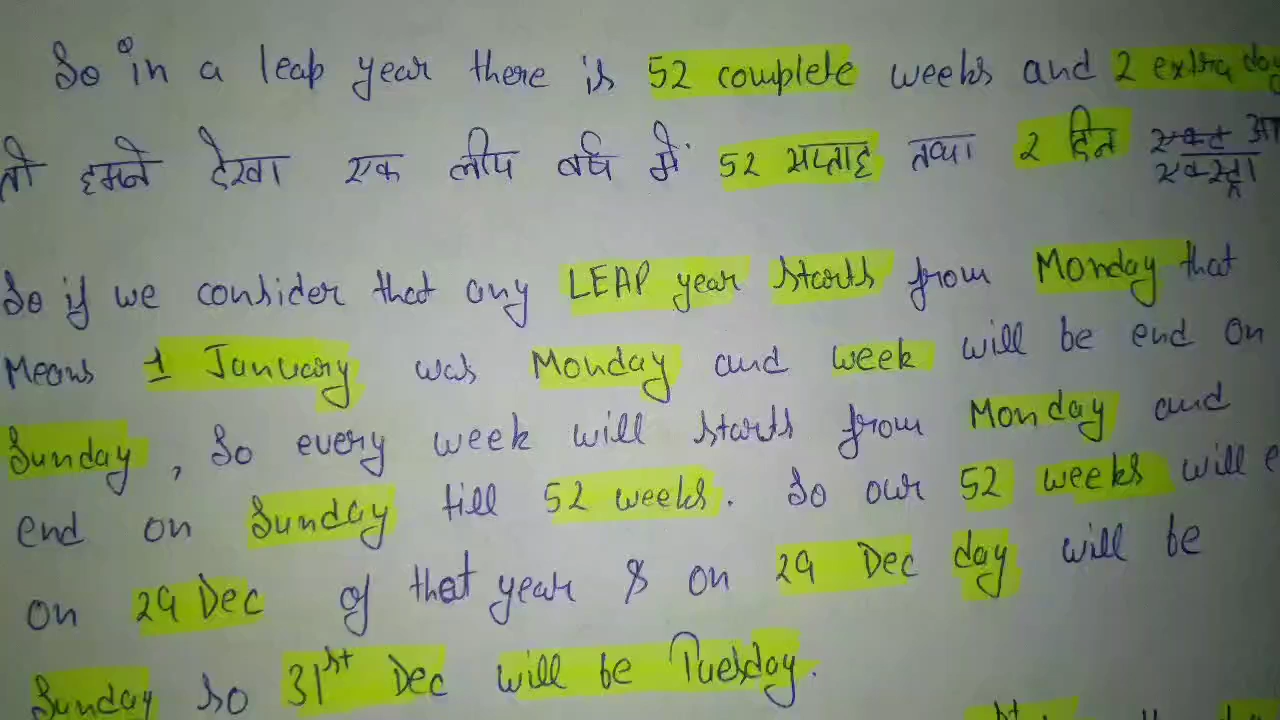 So in a leap year there is 52 complete weeks and 2 extra day
तो हमने देखा एक लीप वर्ष में 52 सप्ताह तथा 2 दिन
एक्स्ट्रा
So if we consider that any LEAP year starts from Monday that
Means 1 January was Monday and week will be end on
Sunday, So every week will starts from Monday and
end on Sunday till 52 weeks. So our 52 weeks will e
on 29 Dec of that year & on 29 Dec day will be
Sunday so 31st Dec will be Tuesday.